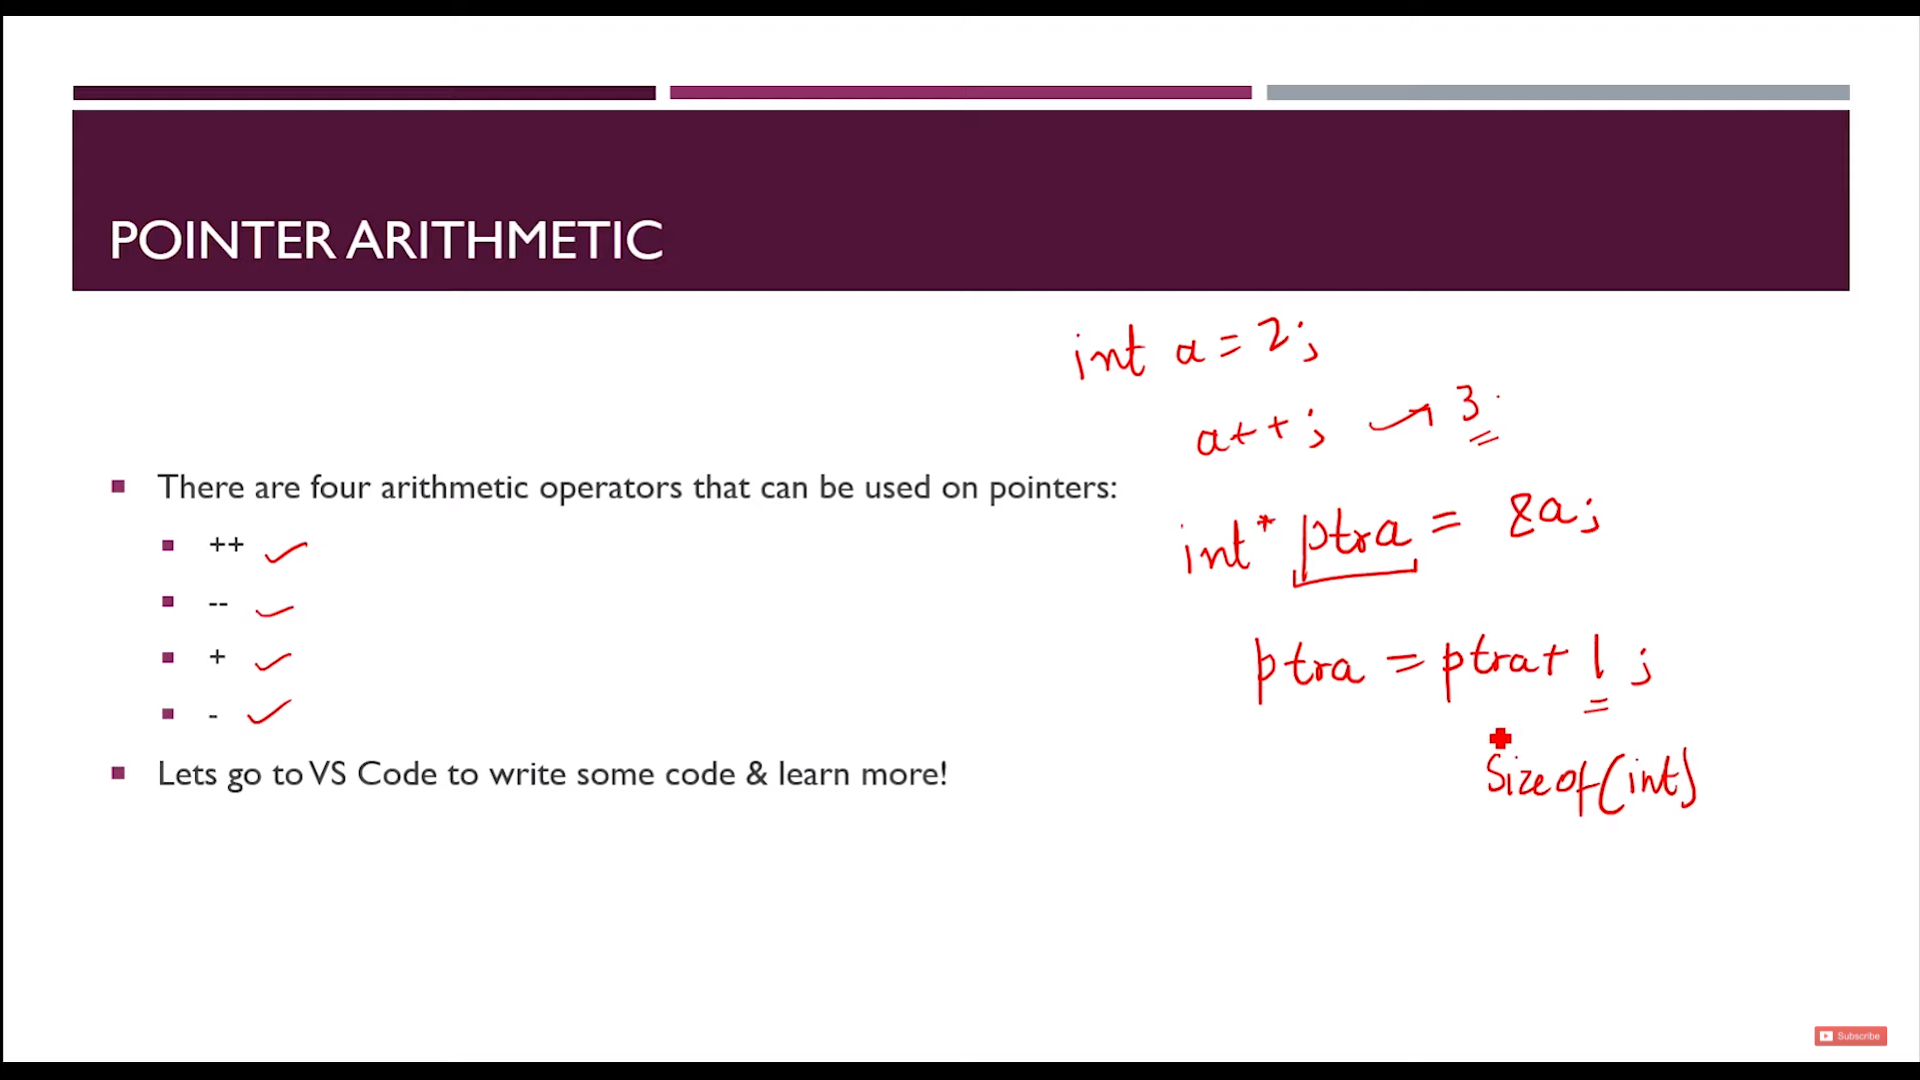 POINTER ARITHMETIC
int a = 2;
a++; → 3
There are four arithmetic operators that can be used on pointers:
int* ptra = &a;
++
--
+
ptra = ptra + 1;
-
Lets go to VS Code to write some code & learn more!
Sizeof(int)
Subscribe